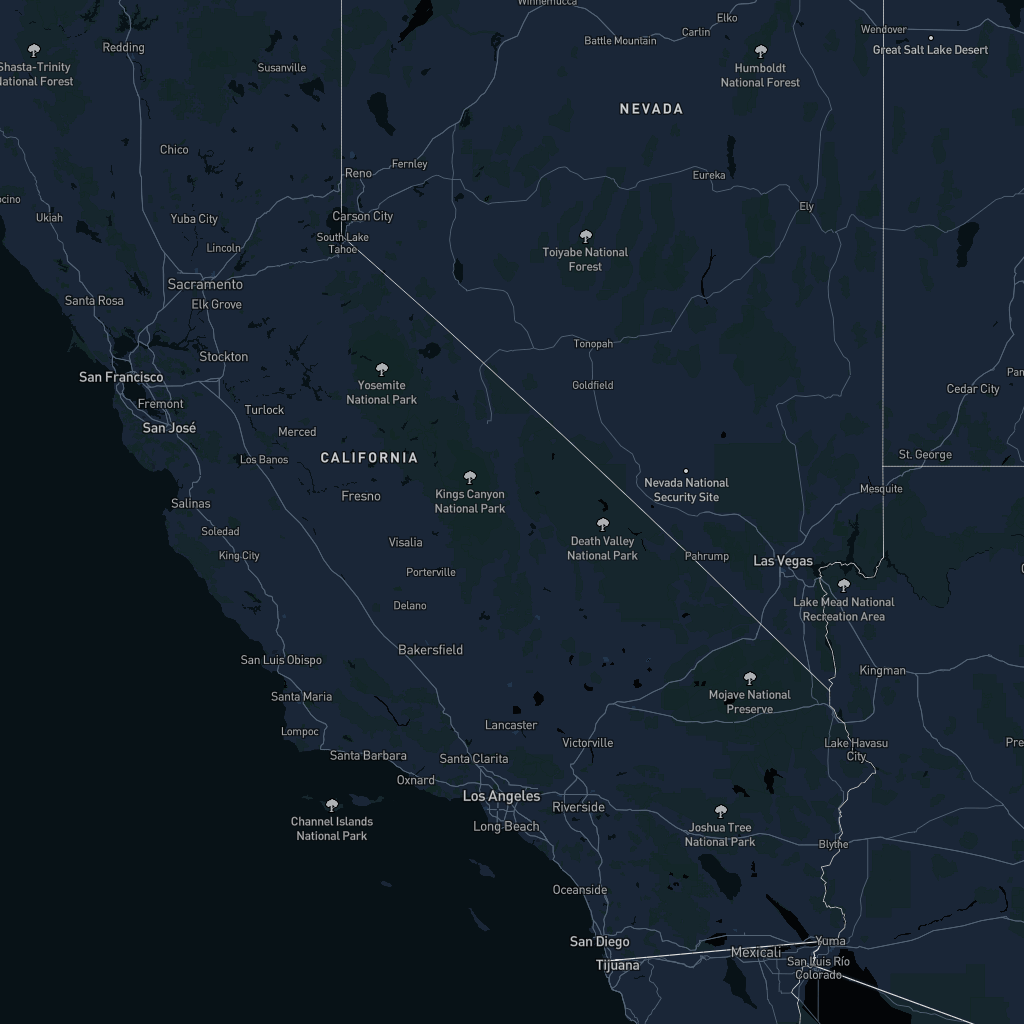 Winnemucca
Elko
Wendover
Carlin
Battle Mountain
Great Salt Lake Desert
Redding
Shasta-Trinity
National Forest
Susanville
Humboldt
National Forest
NEVADA
Chico
Fernley
Reno
Eureka
ocino
Ukiah
Yuba City
Carson City
Ely
South Lake
Tahoe
Lincoln
Toiyabe National
Forest
Sacramento
Santa Rosa
Elk Grove
Tonopah
Stockton
San Francisco
Yosemite
National Park
Goldfield
Pan
Cedar City
Fremont
Turlock
San José
Merced
CALIFORNIA
Los Banos
St. George
Kings Canyon
National Park
Nevada National
Security Site
Mesquite
Fresno
Salinas
Soledad
King City
Visalia
Death Valley
National Park
Pahrump
Las Vegas
Porterville
Delano
Lake Mead National
Recreation Area
Bakersfield
San Luis Obispo
Kingman
Santa Maria
Mojave National
Preserve
Lompoc
Lancaster
Victorville
Lake Havasu
City
Pre
Santa Barbara
Santa Clarita
Oxnard
Los Angeles
Riverside
Channel Islands
National Park
Long Beach
Joshua Tree
National Park
Blythe
Oceanside
San Diego
Yuma
Mexicali
Tijuana
San Luis Río
Colorado